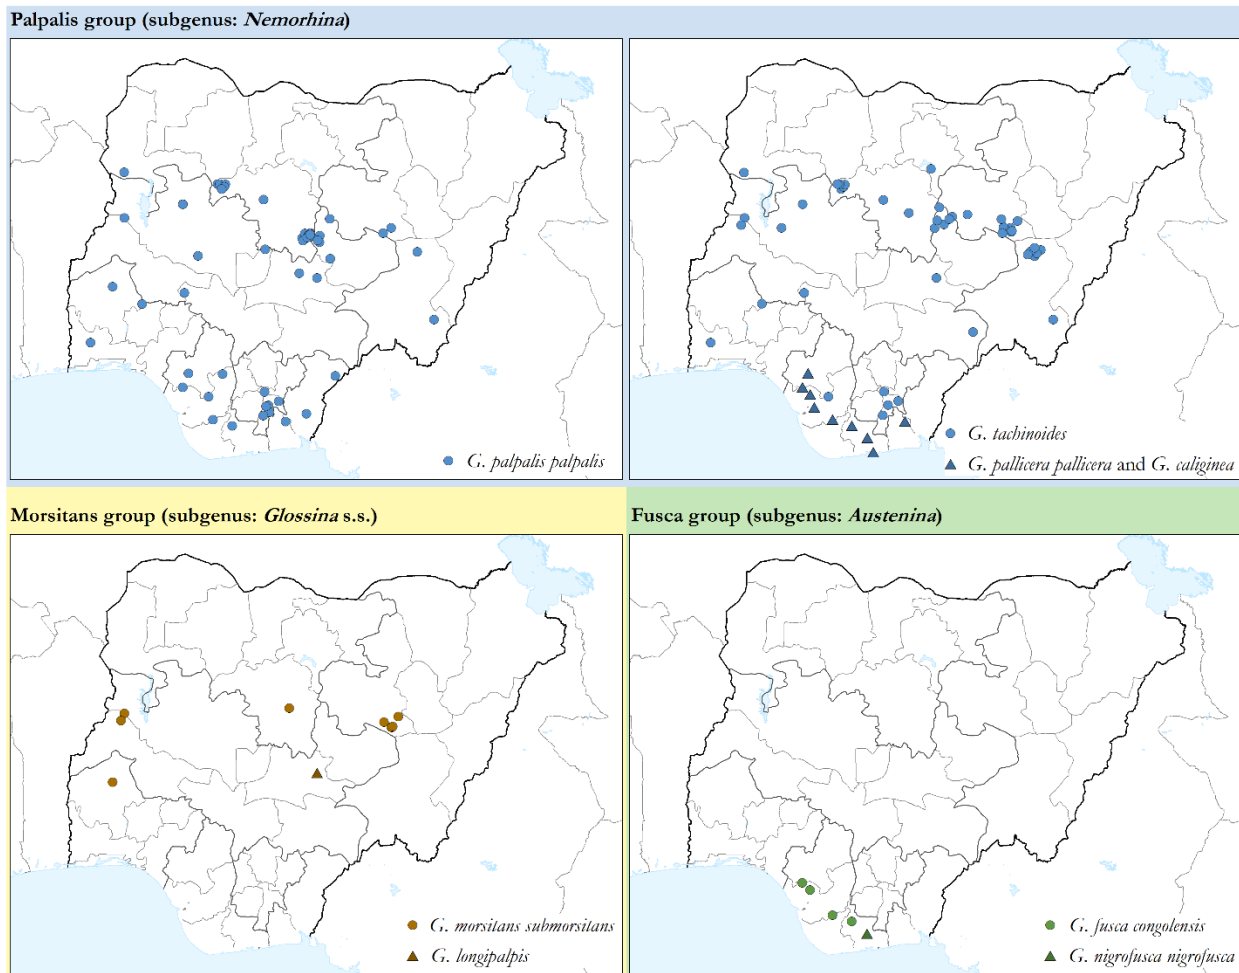 Palpalis group (subgenus: Nemorhina)
G. palpalis palpalis
G. tachinoides
G. pallicera pallicera and G. caliginea
Morsitans group (subgenus: Glossina s.s.)
Fusca group (subgenus: Austenina)
G. morsitans submorsitans
G. longipalpis
G. fusca congolensis
G. nigrofusca nigrofusca